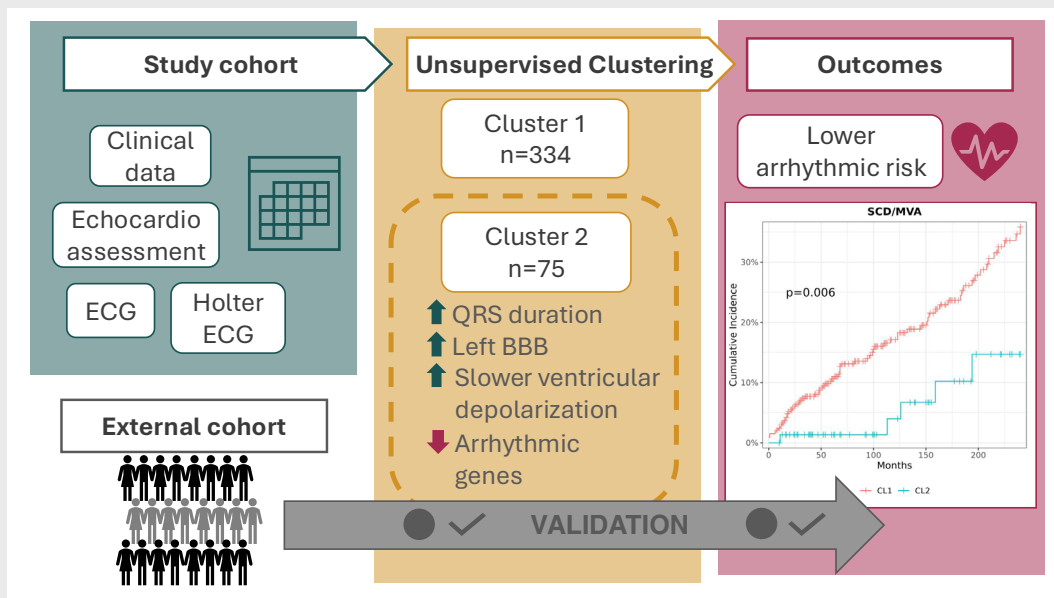 Study cohort
Clinical
data
Echocardio
assessment
ECG
Holter
ECG
External cohort
Unsupervised Clustering
Cluster 1
n=334
Cluster 2
n=75
QRS duration
Left BBB
Slower ventricular
depolarization
Arrhythmic
genes
Outcomes
Lower
arrhythmic risk
SCD/MVA
Cumulative Incidence
30%
20%
10%
0%
p=0.006
0 50 100 150 200
Months
CL1 CL2
VALIDATION